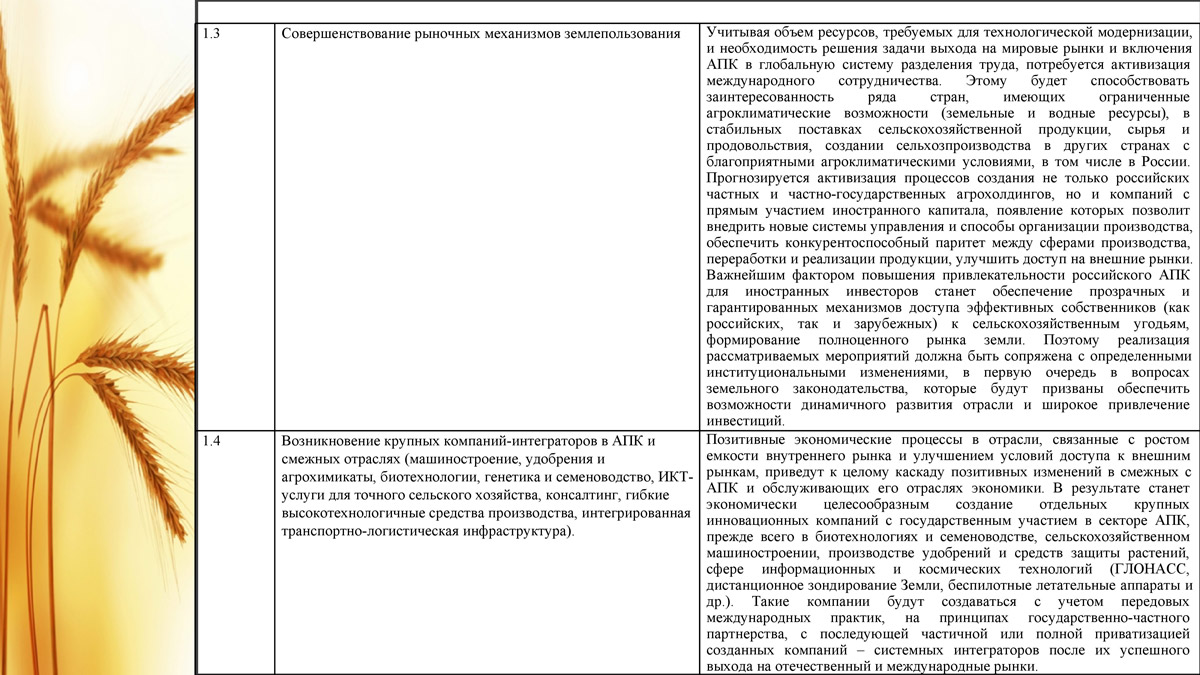 1.3
Совершенствование рыночных механизмов землепользования
Учитывая объем ресурсов, требуемых для технологической модернизации,
и необходимость решения задачи выхода на мировые рынки и включения
АПК в глобальную систему разделения труда, потребуется активизация
международного сотрудничества. Этому будет способствовать
заинтересованность ряда стран, имеющих ограниченные
агроклиматические возможности (земельные и водные ресурсы), в
стабильных поставках сельскохозяйственной продукции, сырья и
продовольствия, создании сельхозпроизводства в других странах с
благоприятными агроклиматическими условиями, в том числе в России.
Прогнозируется активизация процессов создания не только российских
частных и частно-государственных агрохолдингов, но и компаний с
прямым участием иностранного капитала, появление которых позволит
внедрить новые системы управления и способы организации производства,
обеспечить конкурентоспособный паритет между сферами производства,
переработки и реализации продукции, улучшить доступ на внешние рынки.
Важнейшим фактором повышения привлекательности российского АПК
для иностранных инвесторов станет обеспечение прозрачных и
гарантированных механизмов доступа эффективных собственников (как
российских, так и зарубежных) к сельскохозяйственным угодьям,
формирование полноценного рынка земли. Поэтому реализация
рассматриваемых мероприятий должна быть сопряжена с определенными
институциональными изменениями, в первую очередь в вопросах
земельного законодательства, которые будут призваны обеспечить
возможности динамичного развития отрасли и широкое привлечение
инвестиций.
1.4
Возникновение крупных компаний-интеграторов в АПК и
смежных отраслях (машиностроение, удобрения и
агрохимикаты, биотехнологии, генетика и семеноводство, ИКТ-
услуги для точного сельского хозяйства, консалтинг, гибкие
высокотехнологичные средства производства, интегрированная
транспортно-логистическая инфраструктура).
Позитивные экономические процессы в отрасли, связанные с ростом
емкости внутреннего рынка и улучшением условий доступа к внешним
рынкам, приведут к целому каскаду позитивных изменений в смежных с
АПК и обслуживающих его отраслях экономики. В результате станет
экономически целесообразным создание отдельных крупных
инновационных компаний с государственным участием в секторе АПК,
прежде всего в биотехнологиях и семеноводстве, сельскохозяйственном
машиностроении, производстве удобрений и средств защиты растений,
сфере информационных и космических технологий (ГЛОНАСС,
дистанционное зондирование Земли, беспилотные летательные аппараты и
др.). Такие компании будут создаваться с учетом передовых
международных практик, на принципах государственно-частного
партнерства, с последующей частичной или полной приватизацией
созданных компаний – системных интеграторов после их успешного
выхода на отечественный и международные рынки.